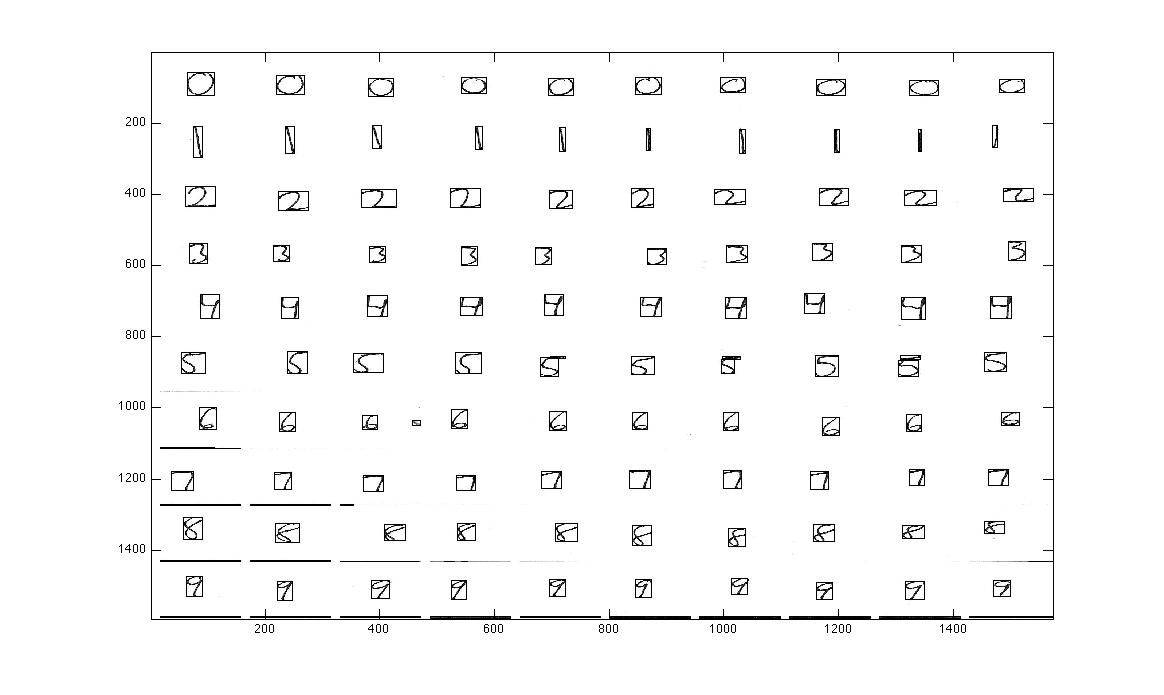 0 0 0 0 0 0 0 0 0 0
200 1 1 1 1 1 1 1 1 1 1
400 2 2 2 2 2 2 2 2 2 2
600 3 3 3 3 3 3 3 3 3 3
4 4 4 4 4 4 4 4 4 4
800
5 5 5 5 5 5 5 5 5 5
1000 6 6 6 6 6 6 6 6 6 6
1200 7 7 7 7 7 7 7 7 7 7
1400 8 8 8 8 8 8 8 8 8 8
9 9 9 9 9 9 9 9 9 9
200 400 600 800 1000 1200 1400